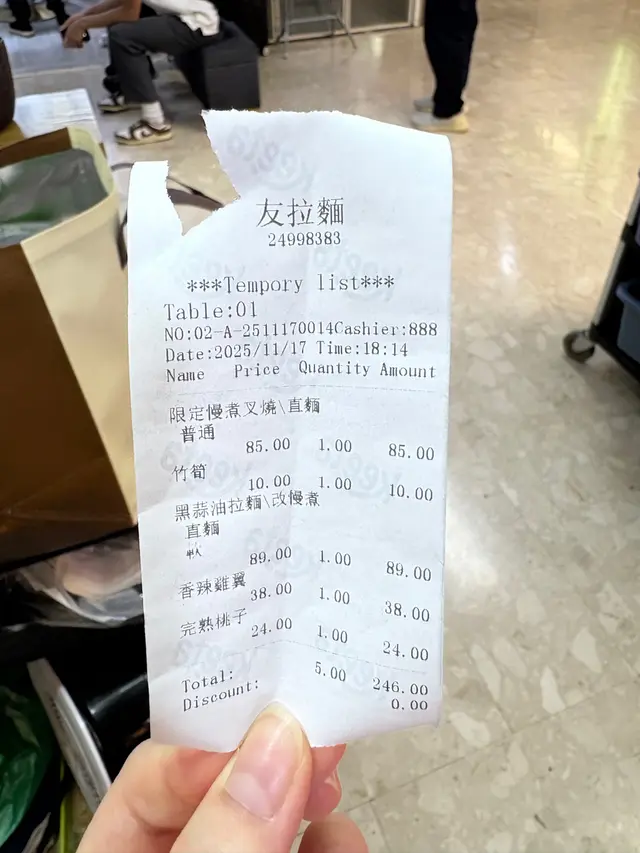 友拉麵
24998383
***Tempory list***
Table:01
NO:02-A-2511170014Cashier:888
Date:2025/11/17 Time:18:14
Name Price Quantity Amount
限定慢煮叉燒\直麵
普通
85.00 1.00 85.00
竹筍
10.00 1.00 10.00
黑蒜油拉麵\改慢煮
直麵
軟
89.00 1.00 89.00
香辣雞翼
38.00 1.00 38.00
完熟桃子
24.00 1.00 24.00
Total: 5.00 246.00
Discount: 0.00
Keeta